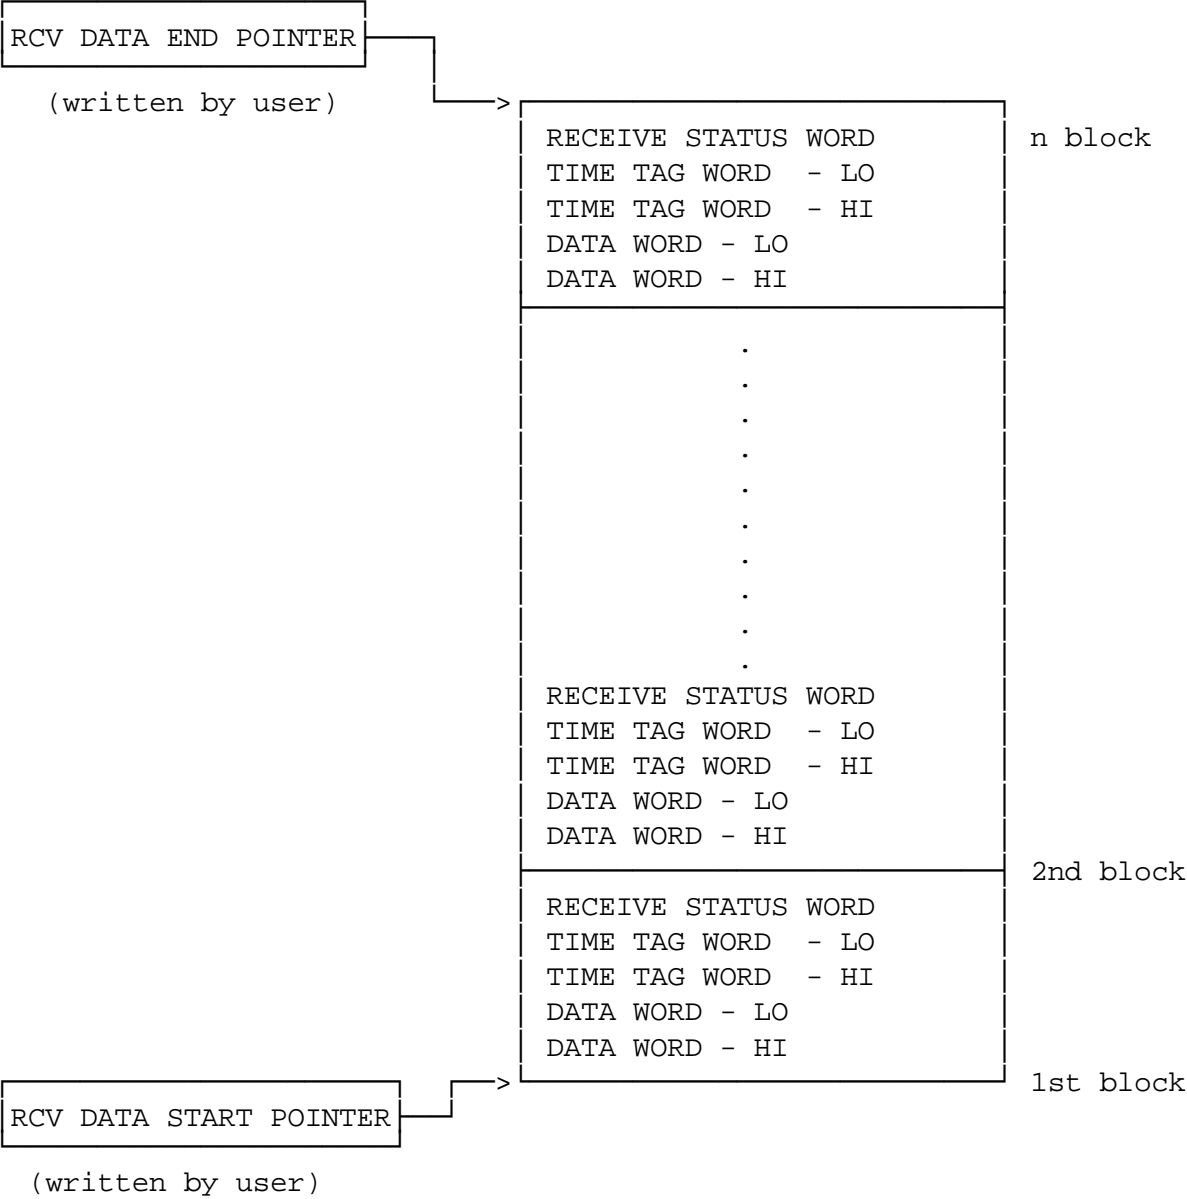 RCV DATA END POINTER
(written by user)
>
RECEIVE STATUS WORD
n block
TIME TAG WORD - LO
TIME TAG WORD - HI
DATA WORD - LO
DATA WORD - HI
.
.
.
.
.
.
.
.
.
.
RECEIVE STATUS WORD
TIME TAG WORD - LO
TIME TAG WORD - HI
DATA WORD - LO
DATA WORD - HI
2nd block
RECEIVE STATUS WORD
TIME TAG WORD - LO
TIME TAG WORD - HI
DATA WORD - LO
DATA WORD - HI
>
1st block
RCV DATA START POINTER
(written by user)